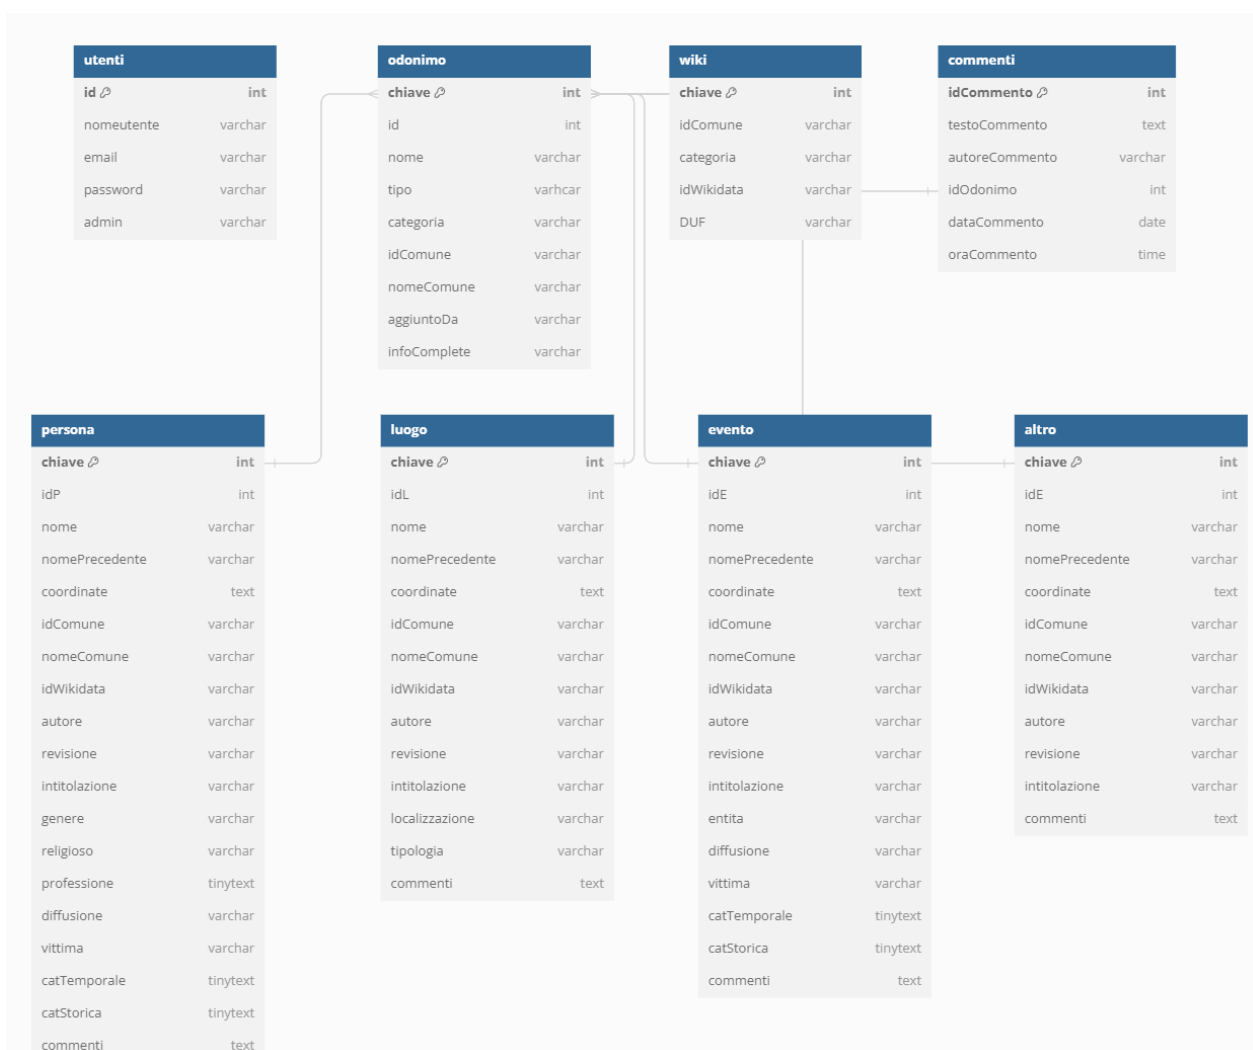 utenti
id int
nomeutente varchar
email varchar
password varchar
admin varchar
odonimo
chiave int
id int
nome varchar
tipo varhcar
categoria varchar
idComune varchar
nomeComune varchar
aggiuntoDa varchar
infoComplete varchar
wiki
chiave int
idComune varchar
categoria varchar
idWikidata varchar
DUF varchar
commenti
idCommento int
testoCommento text
autoreCommento varchar
idOdonimo int
dataCommento date
oraCommento time
persona
chiave int
idP int
nome varchar
nomePrecedente varchar
coordinate text
idComune varchar
nomeComune varchar
idWikidata varchar
autore varchar
revisione varchar
intitolazione varchar
genere varchar
religioso varchar
professione tinytext
diffusione varchar
vittima varchar
catTemporale tinytext
catStorica tinytext
commenti text
luogo
chiave int
idL int
nome varchar
nomePrecedente varchar
coordinate text
idComune varchar
nomeComune varchar
idWikidata varchar
autore varchar
revisione varchar
intitolazione varchar
localizzazione varchar
tipologia varchar
commenti text
evento
chiave int
idE int
nome varchar
nomePrecedente varchar
coordinate text
idComune varchar
nomeComune varchar
idWikidata varchar
autore varchar
revisione varchar
intitolazione varchar
entita varchar
diffusione varchar
vittima varchar
catTemporale tinytext
catStorica tinytext
commenti text
altro
chiave int
idE int
nome varchar
nomePrecedente varchar
coordinate text
idComune varchar
nomeComune varchar
idWikidata varchar
autore varchar
revisione varchar
intitolazione varchar
commenti text